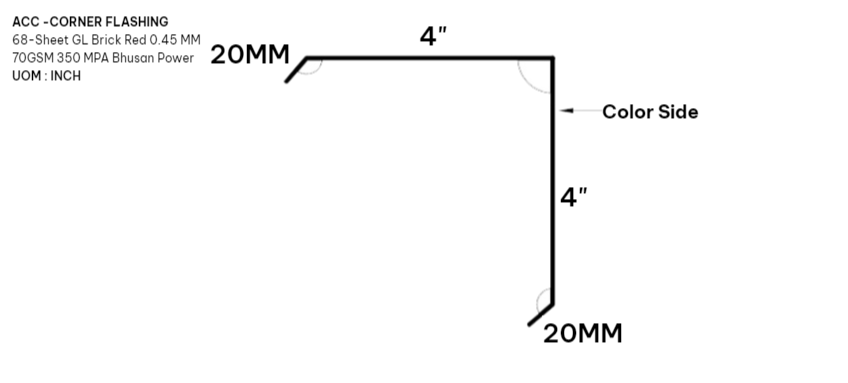 ACC -CORNER FLASHING
68-Sheet GL Brick Red 0.45 MM
70GSM 350 MPA Bhusan Power
UOM : INCH
20MM
4"
Color Side
4"
20MM